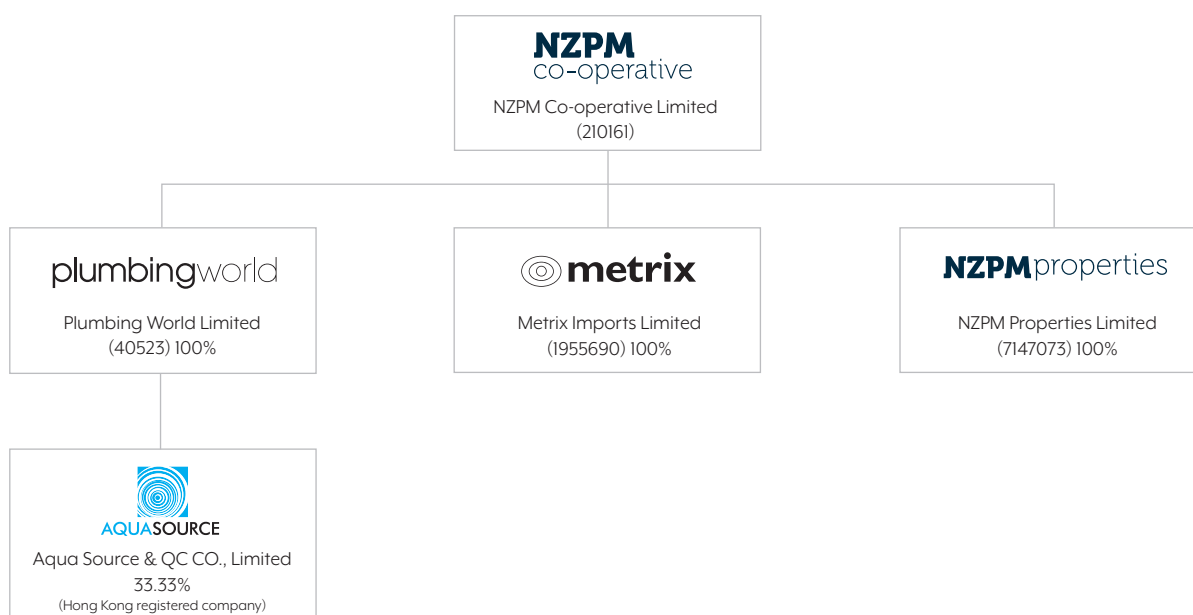 NZPM
co-operative
NZPM Co-operative Limited
(210161)
plumbingworld
Plumbing World Limited
(40523) 100%
metrix
Metrix Imports Limited
(1955690) 100%
NZPMproperties
NZPM Properties Limited
(7147073) 100%
AQUASOURCE
Aqua Source & QC CO., Limited
33.33%
(Hong Kong registered company)